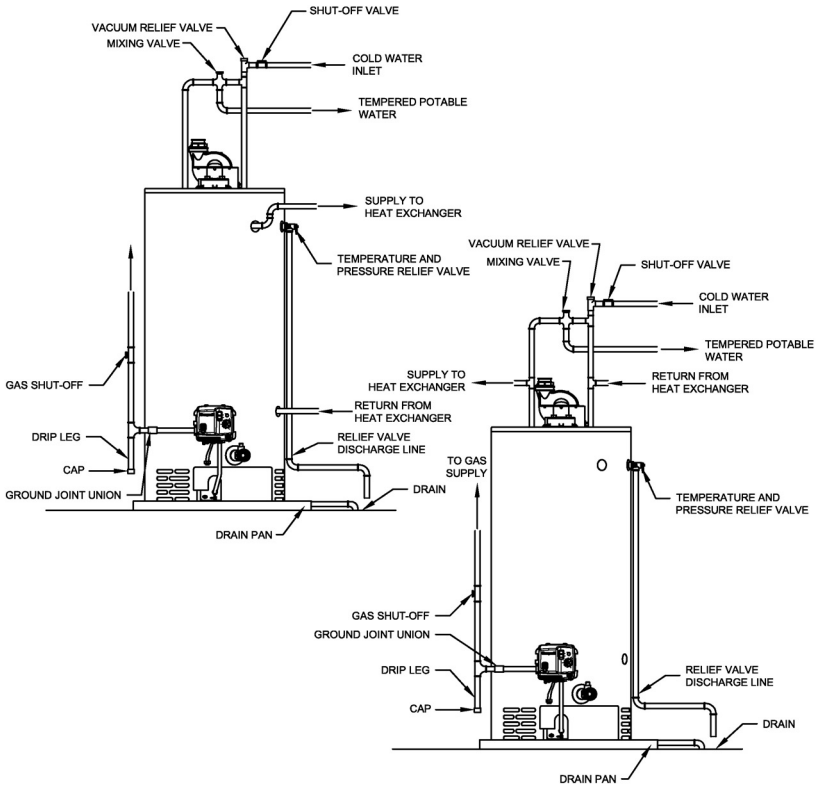 SHUT-OFF VALVE
VACUUM RELIEF VALVE
MIXING VALVE
COLD WATER
INLET
TEMPERED POTABLE
WATER
SUPPLY TO
HEAT EXCHANGER
TEMPERATURE AND
PRESSURE RELIEF VALVE
GAS SHUT-OFF
RETURN FROM
HEAT EXCHANGER
DRIP LEG
RELIEF VALVE
DISCHARGE LINE
CAP
GROUND JOINT UNION
DRAIN
DRAIN PAN
VACUUM RELIEF VALVE
MIXING VALVE
SHUT-OFF VALVE
COLD WATER
INLET
TEMPERED POTABLE
WATER
SUPPLY TO
HEAT EXCHANGER
RETURN FROM
HEAT EXCHANGER
TO GAS
SUPPLY
TEMPERATURE AND
PRESSURE RELIEF VALVE
GAS SHUT-OFF
GROUND JOINT UNION
DRIP LEG
RELIEF VALVE
DISCHARGE LINE
CAP
DRAIN
DRAIN PAN